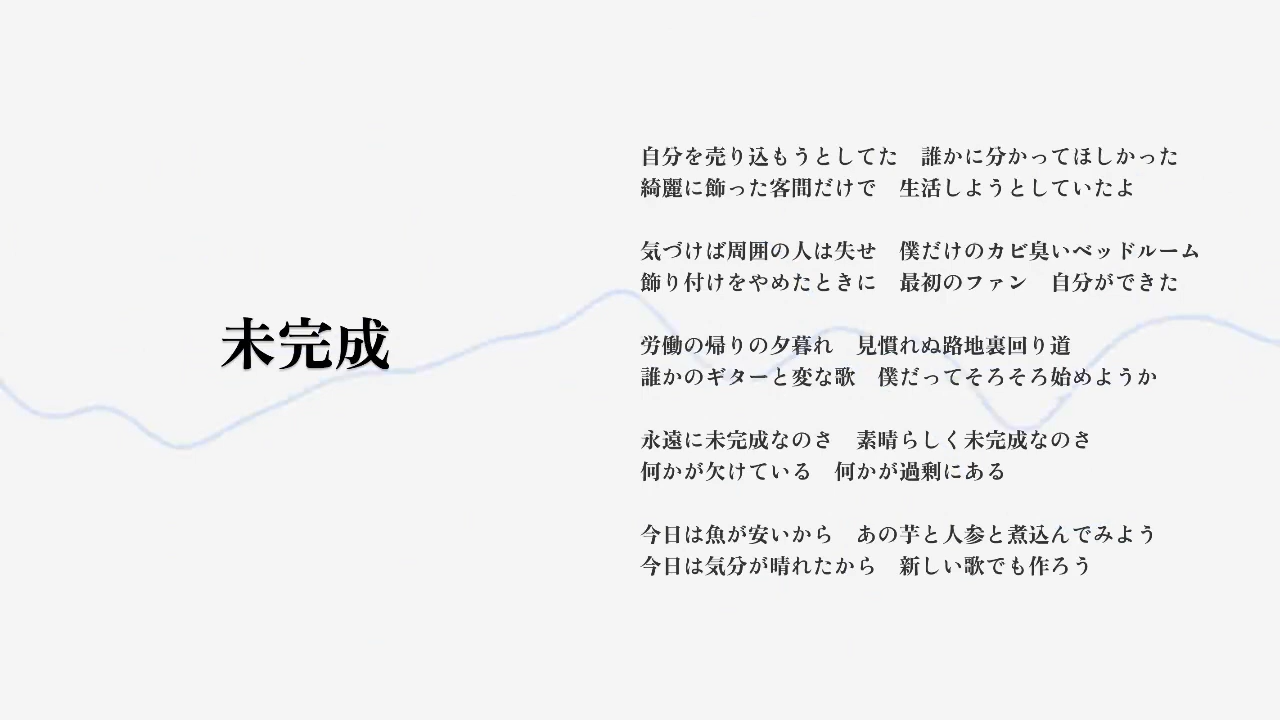 未完成
自分を売り込もうとしてた　誰かに分かってほしかった
綺麗に飾った客間だけで　生活しようとしていたよ
気づけば周囲の人は失せ　僕だけのカビ臭いベッドルーム
飾り付けをやめたときに　最初のファン　自分ができた
労働の帰りの夕暮れ　見慣れぬ路地裏回り道
誰かのギターと変な歌　僕だってそろそろ始めようか
永遠に未完成なのさ　素晴らしく未完成なのさ
何かが欠けている　何かが過剰にある
今日は魚が安いから　あの芋と人参と煮込んでみよう
今日は気分が晴れたから　新しい歌でも作ろう